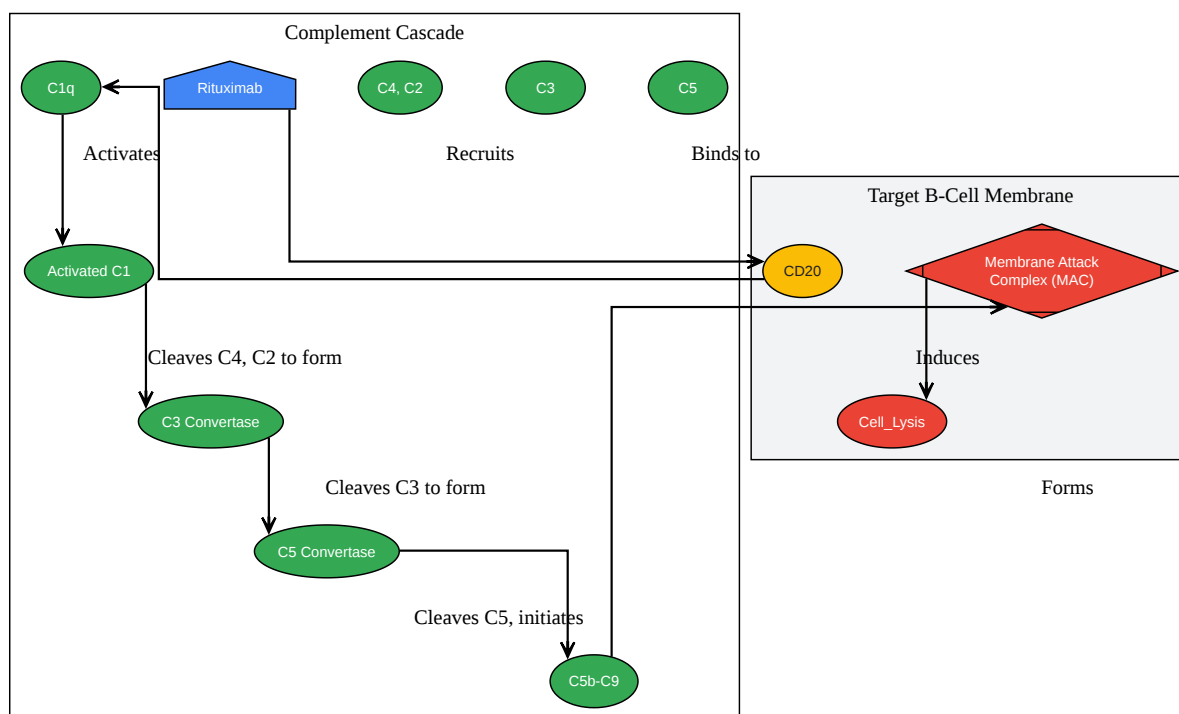 Complement Cascade
C1q
Rituximab
C4, C2
C3
C5
Activates
Recruits
Binds to
Target B-Cell Membrane
Activated C1
CD20
Membrane Attack
Complex (MAC)
Cleaves C4, C2 to form
Induces
C3 Convertase
Cell_Lysis
Cleaves C3 to form
Forms
C5 Convertase
Cleaves C5, initiates
C5b-C9